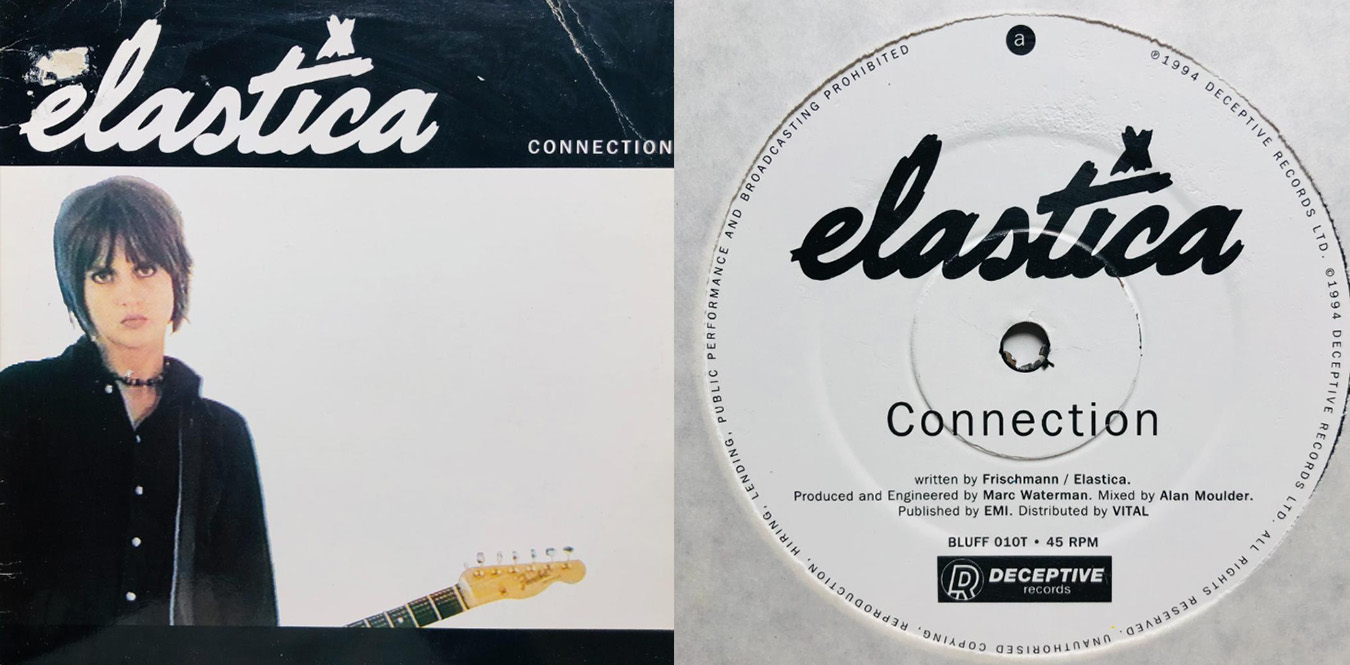 elastica
CONNECTION
a
PUBLIC PERFORMANCE AND BROADCASTING PROHIBITED
℗1994 DECEPTIVE RECORDS LTD. ©1994 DECEPTIVE RECORDS LTD. ALL RIGHTS RESERVED. UNAUTHORISED COPYING, REPRODUCTION, HIRING, LENDING,
elastica
Connection
written by Frischmann / Elastica.
Produced and Engineered by Marc Waterman. Mixed by Alan Moulder.
Published by EMI. Distributed by VITAL
BLUFF 010T • 45 RPM
DR DECEPTIVE
records